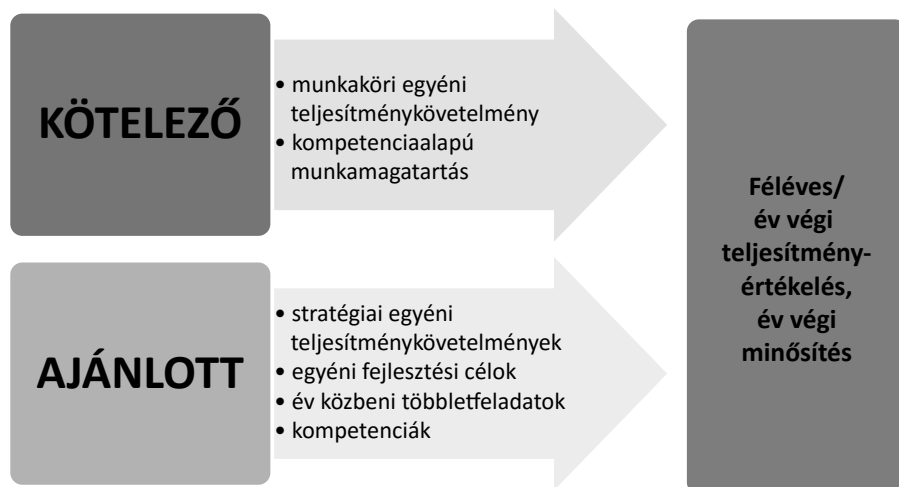 KÖTELEZŐ
• munkaköri egyéni
teljesítménykövetelmény
• kompetenciaalapú
munkamagatartás
AJÁNLOTT
• stratégiai egyéni
teljesítménykövetelmények
• egyéni fejlesztési célok
• év közbeni többletfeladatok
• kompetenciák
Féléves/
év végi
teljesítmény-
értékelés,
év végi
minősítés